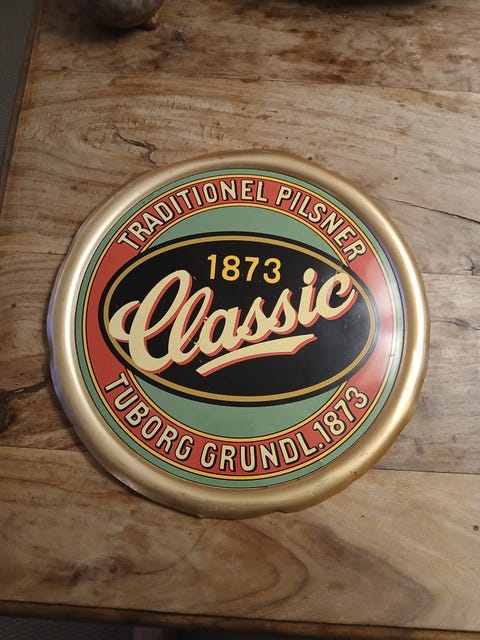 TRADITIONEL PILSNER
1873
Classic
TUBORG GRUNDL.1873